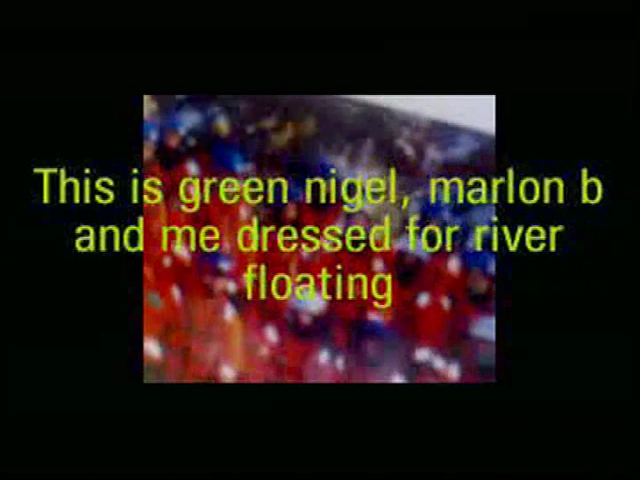 This is green nigel, marlon b
and me dressed for river
floating